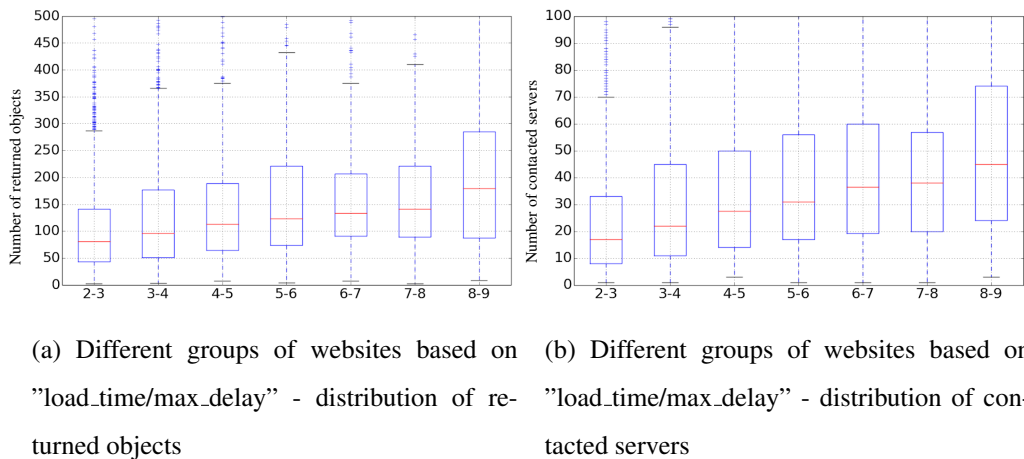 500
450
400
350
300
250
200
150
100
50
0
Number of returned objects
2-3 3-4 4-5 5-6 6-7 7-8 8-9
100
90
80
70
60
50
40
30
20
10
0
Number of contacted servers
2-3 3-4 4-5 5-6 6-7 7-8 8-9
(a) Different groups of websites based on
”load_time/max_delay” - distribution of re-
turned objects
(b) Different groups of websites based on
”load_time/max_delay” - distribution of con-
tacted servers